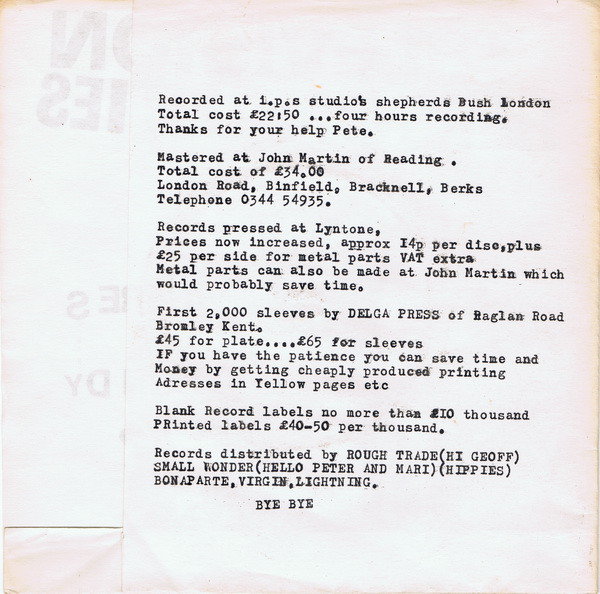 Recorded at i.p.s studio's shepherds Bush London
Total cost £22:50 ...four hours recording.
Thanks for your help Pete.
Mastered at John Martin of Reading .
Total cost of £34.00
London Road, Binfield, Bracknell, Berks
Telephone 0344 54935.
Records pressed at Lyntone,
Prices now increased, approx I4p per disc,plus
£25 per side for metal parts VAT extra
Metal parts can also be made at John Martin which
would probably save time.
First 2,000 sleeves by DELGA PRESS of Raglan Road
Bromley Kent.
£45 for plate....£65 for sleeves
IF you have the patience you can save time and
Money by getting cheaply produced printing
Adresses in Yellow pages etc
Blank Record labels no more than £I0 thousand
PRinted labels £40-50 per thousand.
Records distributed by ROUGH TRADE(HI GEOFF)
SMALL WONDER(HELLO PETER AND MARI)(HIPPIES)
BONAPARTE,VIRGIN,LIGHTNING.
BYE BYE